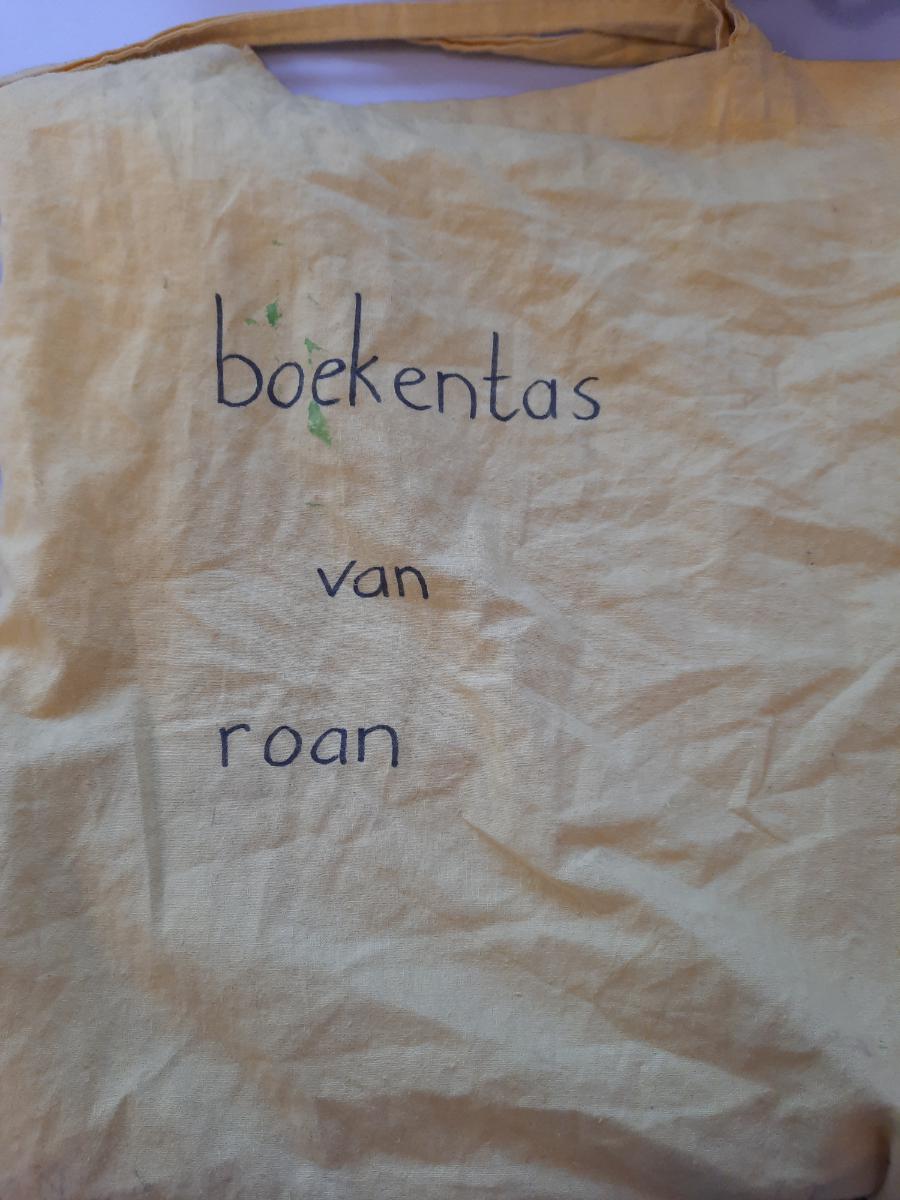 boekentas
van
roan